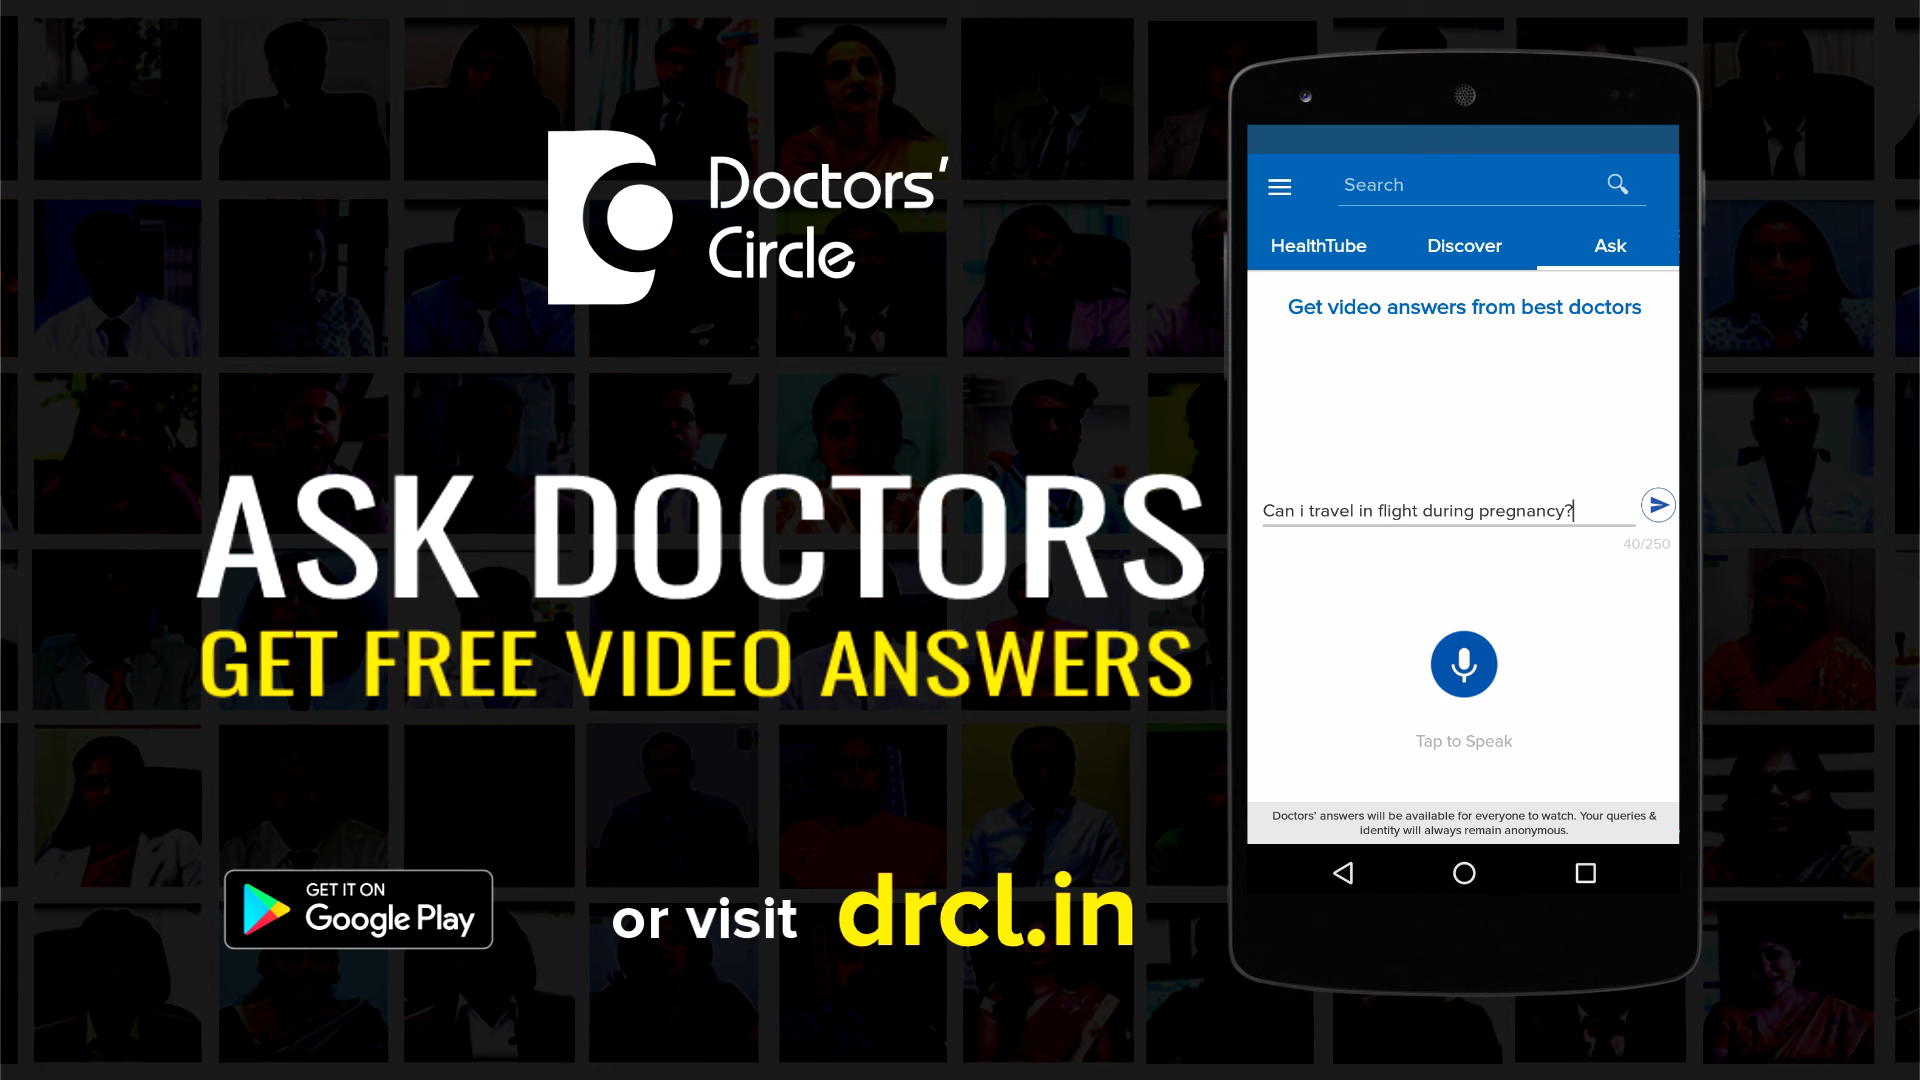 Doctors'
Circle
ASK DOCTORS
GET FREE VIDEO ANSWERS
GET IT ON
Google Play
or visit drcl.in
Search
HealthTube Discover Ask
Get video answers from best doctors
Can i travel in flight during pregnancy?
40/250
Tap to Speak
Doctors' answers will be available for everyone to watch. Your queries &
identity will always remain anonymous.